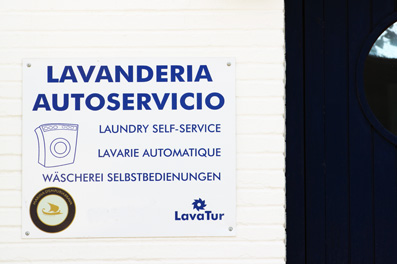 LAVANDERIA
AUTOSERVICIO
LAUNDRY SELF-SERVICE
LAVARIE AUTOMATIQUE
WÄSCHEREI SELBSTBEDIENUNGEN
LavaTur